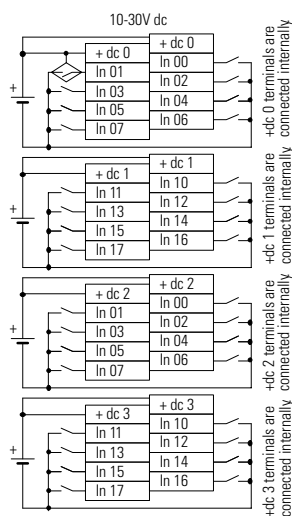 10-30V dc
+ dc 0
+ dc 0
In 00
In 01
In 02
In 03
In 04
In 05
In 06
In 07
+
+dc 0 terminals are
connected internally.
+ dc 1
+ dc 1
In 10
In 11
In 12
In 13
In 14
In 15
In 16
In 17
+
+dc 1 terminals are
connected internally.
+ dc 2
+ dc 2
In 00
In 01
In 02
In 03
In 04
In 05
In 06
In 07
+
+dc 2 terminals are
connected internally.
+ dc 3
+ dc 3
In 10
In 11
In 12
In 13
In 14
In 15
In 16
In 17
+
+dc 3 terminals are
connected internally.